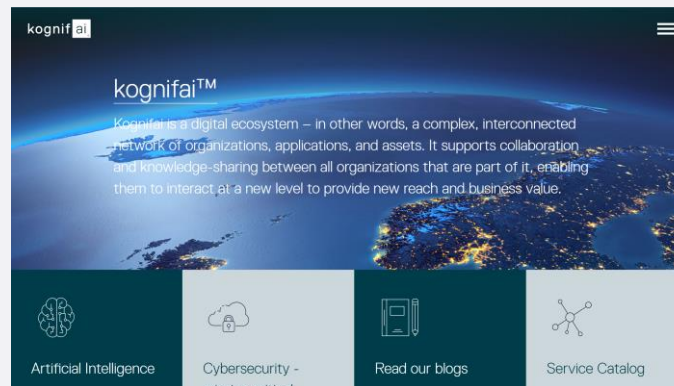 kognifai
kognifai™
Kognifai is a digital ecosystem – in other words, a complex, interconnected
network of organizations, applications, and assets. It supports collaboration
and knowledge-sharing between all organizations that are part of it, enabling
them to interact at a new level to provide new reach and business value.
Artificial Intelligence
Cybersecurity -
Read our blogs
Service Catalog